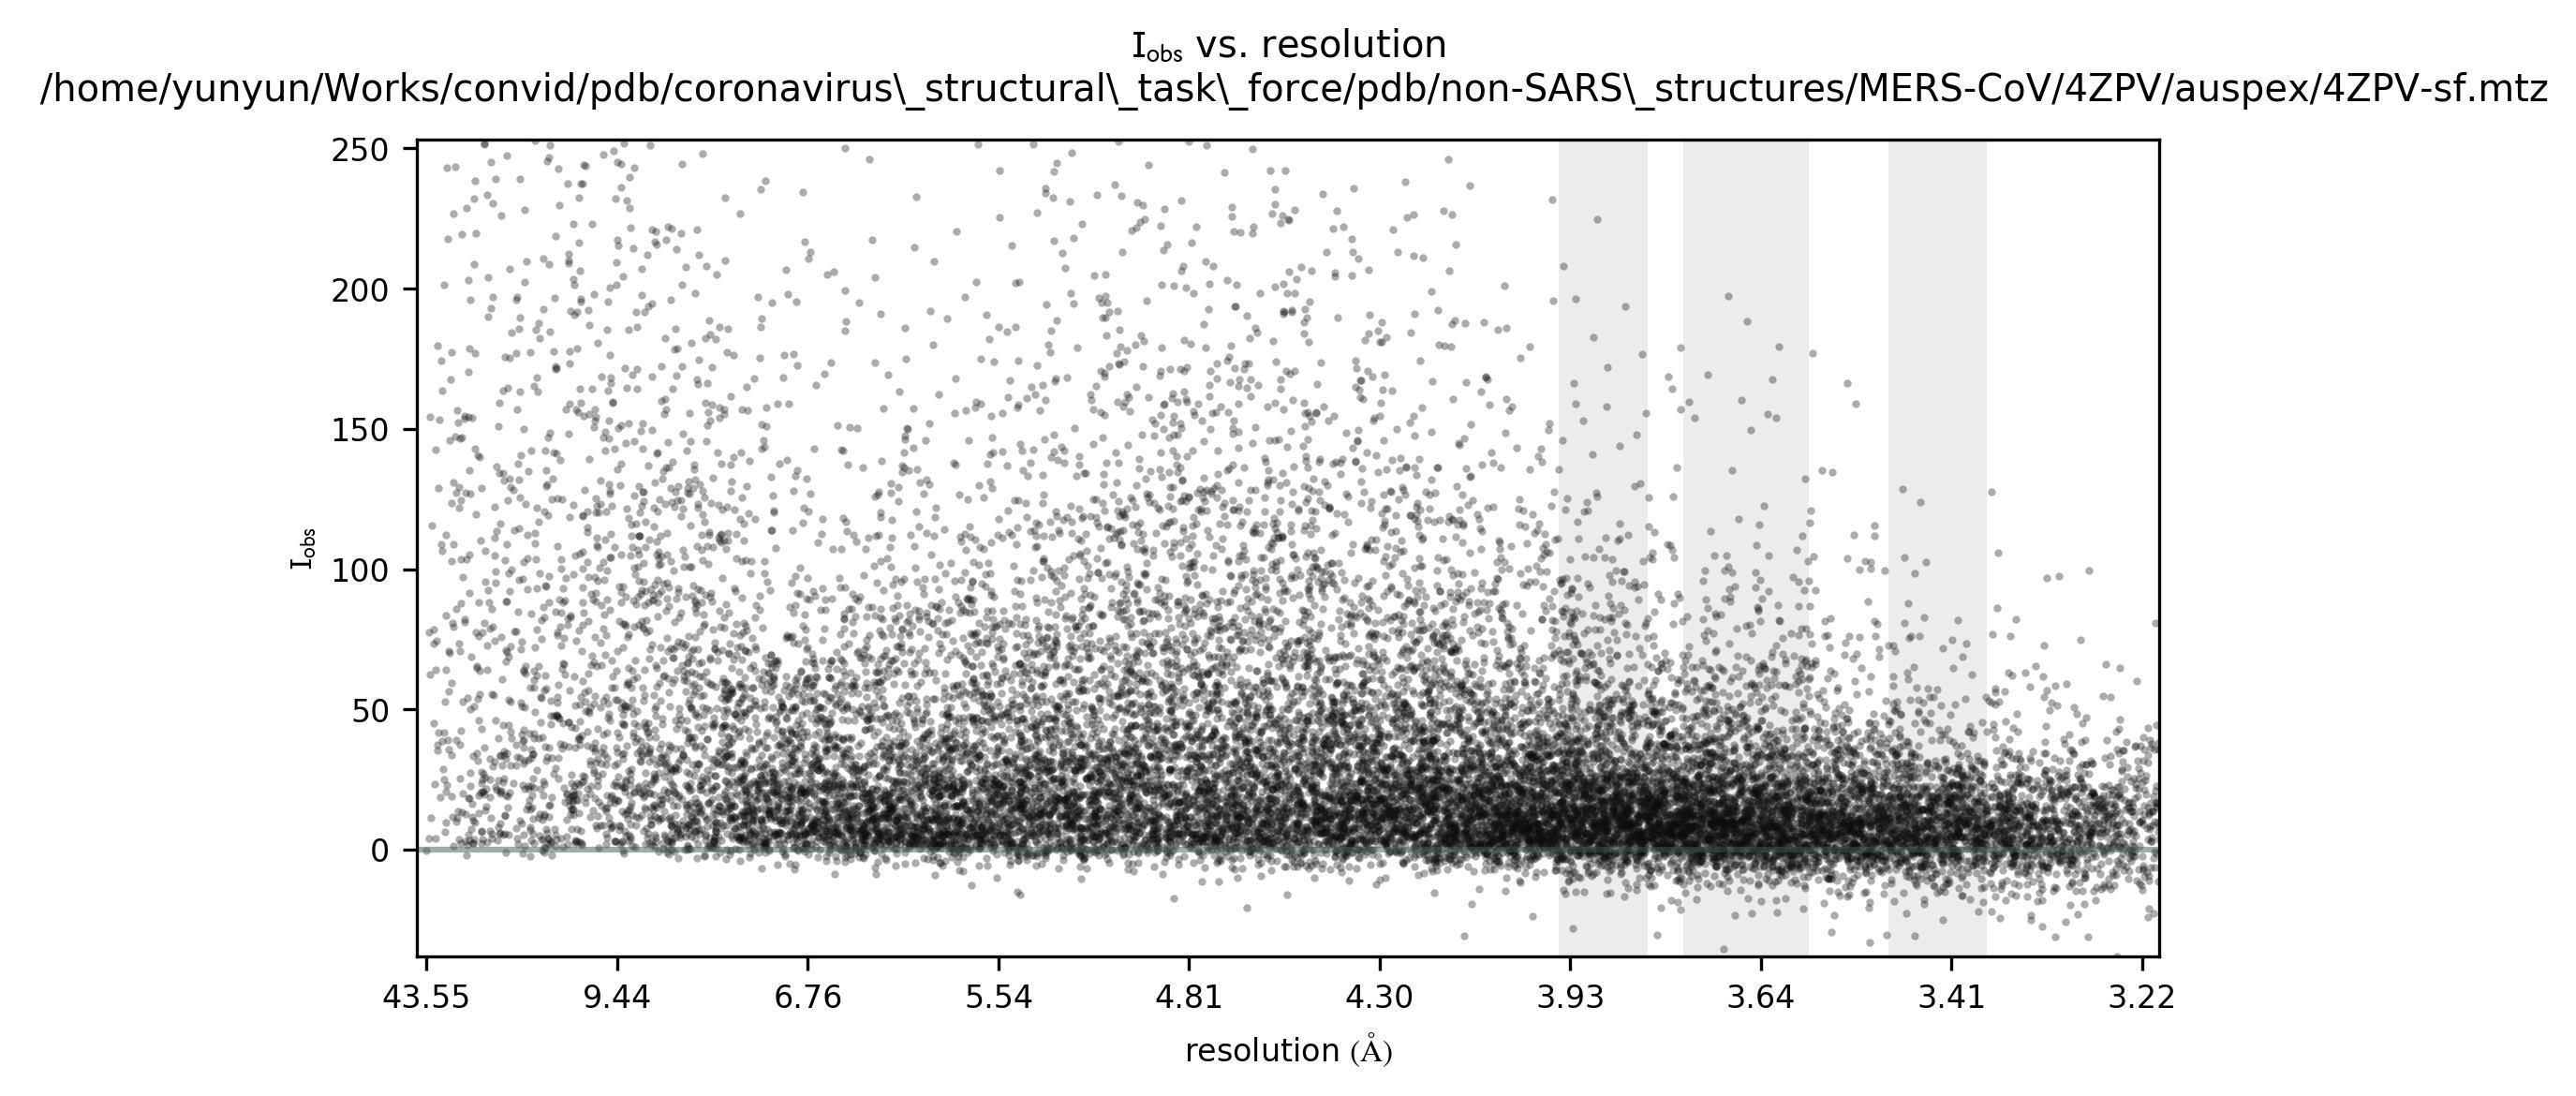 I_obs vs. resolution
/home/yunyun/Works/convid/pdb/coronavirus\_structural\_task\_force/pdb/non-SARS\_structures/MERS-CoV/4ZPV/auspex/4ZPV-sf.mtz
250
200
150
100
50
0
I_obs
43.55 9.44 6.76 5.54 4.81 4.30 3.93 3.64 3.41 3.22
resolution (Å)